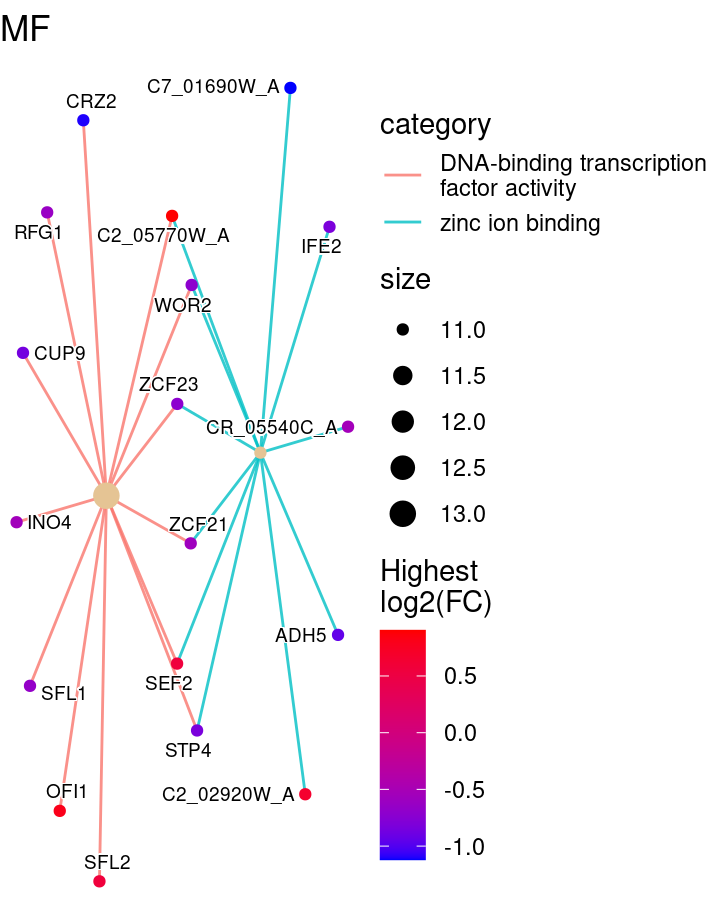 MF
C7_01690W_A
CRZ2
RFG1
C2_05770W_A
IFE2
WOR2
CUP9
ZCF23
CR_05540C_A
INO4
ZCF21
ADH5
SFL1
SEF2
STP4
OFI1
C2_02920W_A
SFL2
category
DNA-binding transcription
factor activity
zinc ion binding
size
11.0
11.5
12.0
12.5
13.0
Highest
log2(FC)
0.5
0.0
-0.5
-1.0